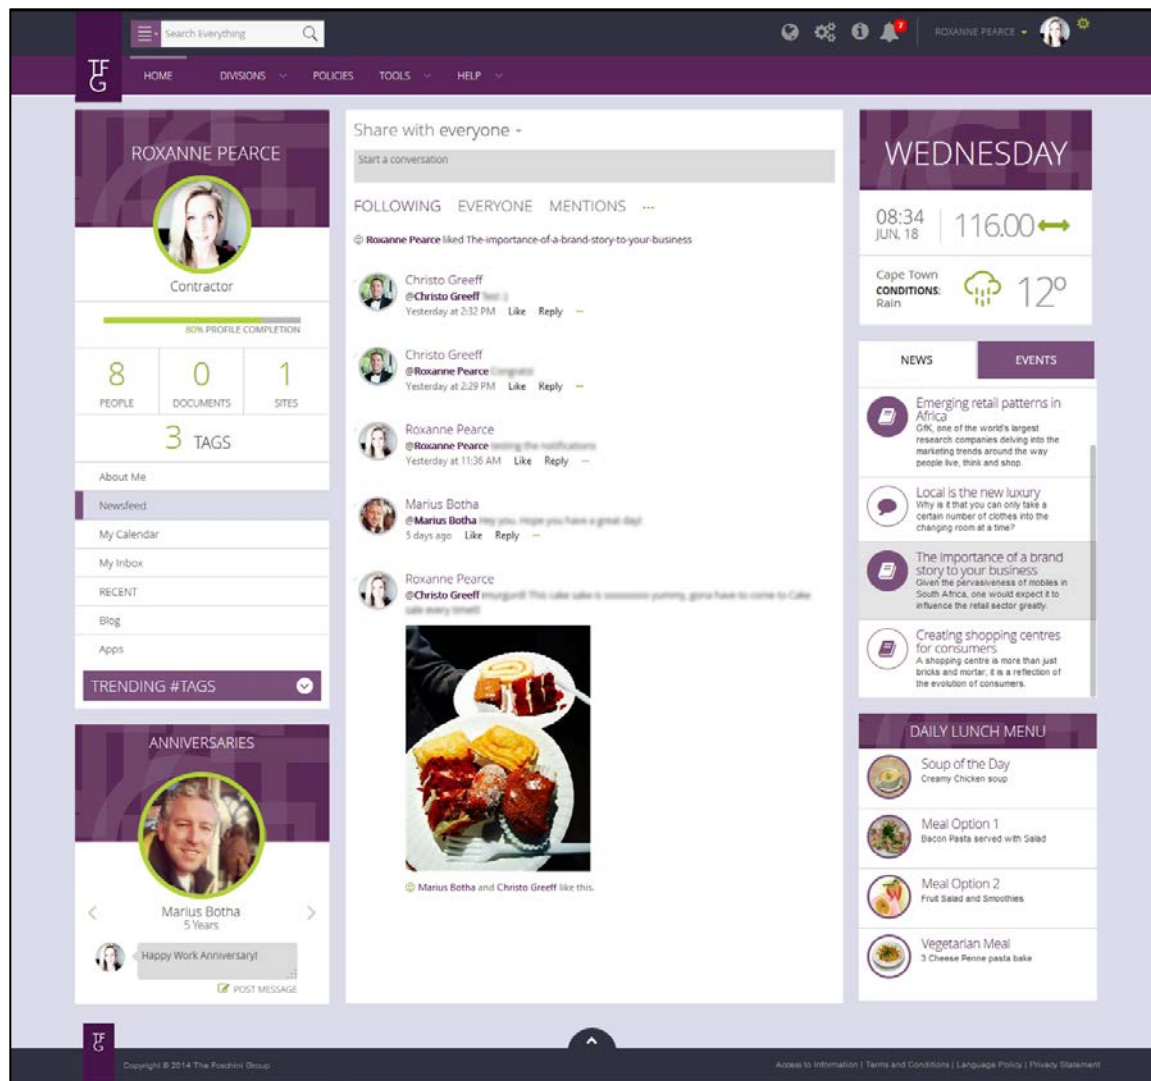 Search Everything
7
ROXANNE PEARCE
TFG
HOME
DIVISIONS
POLICIES
TOOLS
HELP
ROXANNE PEARCE
Contractor
80% PROFILE COMPLETION
8
PEOPLE
0
DOCUMENTS
1
SITES
3 TAGS
About Me
Newsfeed
My Calendar
My Inbox
RECENT
Blog
Apps
TRENDING #TAGS
ANNIVERSARIES
Marius Botha
5 Years
Happy Work Anniversary!
POST MESSAGE
Share with everyone
Start a conversation
FOLLOWING EVERYONE MENTIONS ...
Roxanne Pearce liked The-importance-of-a-brand-story-to-your-business
Christo Greeff
@Christo Greeff
Yesterday at 2:32 PM Like Reply ...
Christo Greeff
@Roxanne Pearce
Yesterday at 2:29 PM Like Reply ...
Roxanne Pearce
@Roxanne Pearce testing the notifications
Yesterday at 11:36 AM Like Reply ...
Marius Botha
@Marius Botha Hey you. Hope you have a great day!
5 days ago Like Reply ...
Roxanne Pearce
@Christo Greeff
Marius Botha and Christo Greeff like this.
WEDNESDAY
08:34
JUN, 18
116.00
Cape Town
CONDITIONS:
Rain
12°
NEWS
EVENTS
Emerging retail patterns in
Africa
GfK, one of the world's largest
research companies delving into the
marketing trends around the way
people live, think and shop.
Local is the new luxury
Why is it that you can only take a
certain number of clothes into the
changing room at a time?
The importance of a brand
story to your business
Given the pervasiveness of mobiles in
South Africa, one would expect it to
influence the retail sector greatly.
Creating shopping centres
for consumers
A shopping centre is more than just
bricks and mortar, it is a reflection of
the evolution of consumers.
DAILY LUNCH MENU
Soup of the Day
Creamy Chicken soup
Meal Option 1
Bacon Pasta served with Salad
Meal Option 2
Fruit Salad and Smoothies
Vegetarian Meal
3 Cheese Penne pasta bake
TFG
Copyright © 2014 The Foschini Group
Access to Information | Terms and Conditions | Language Policy | Privacy Statement